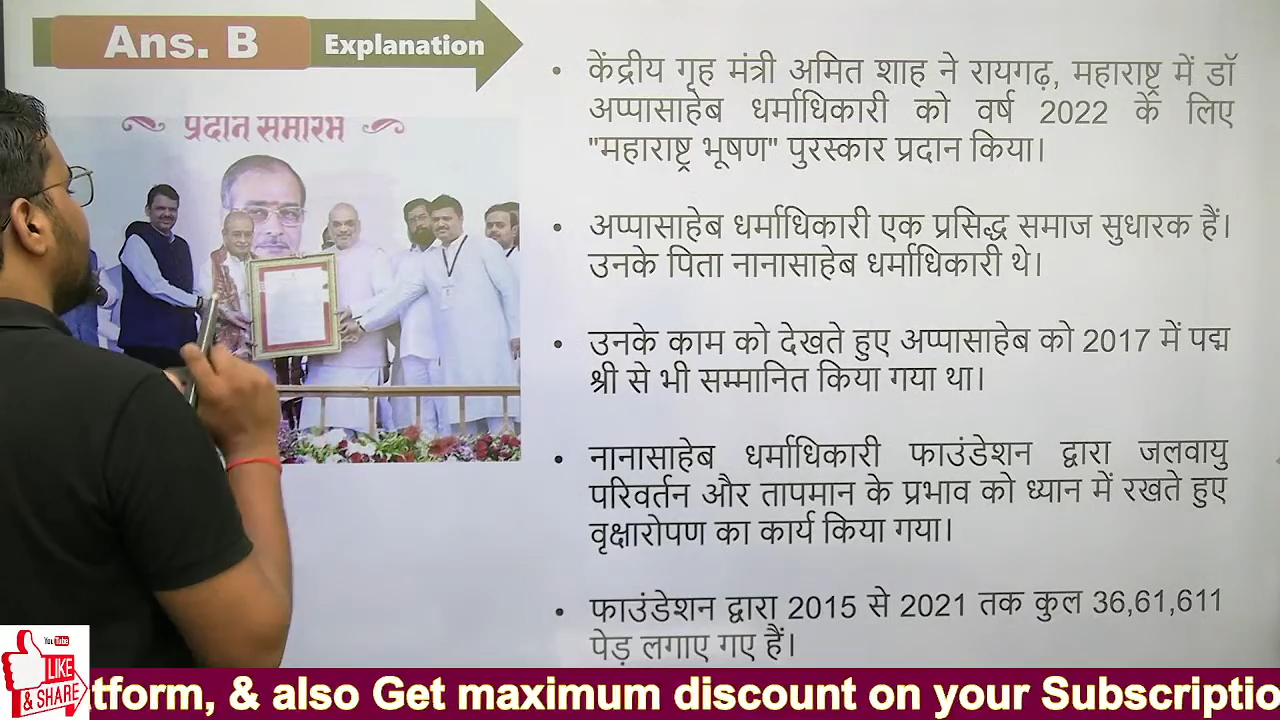 Ans. B
Explanation
प्रदान समारंभ
केंद्रीय गृह मंत्री अमित शाह ने रायगढ़, महाराष्ट्र में डॉ
अप्पासाहेब धर्माधिकारी को वर्ष 2022 के लिए
"महाराष्ट्र भूषण" पुरस्कार प्रदान किया।
अप्पासाहेब धर्माधिकारी एक प्रसिद्ध समाज सुधारक हैं।
उनके पिता नानासाहेब धर्माधिकारी थे।
उनके काम को देखते हुए अप्पासाहेब को 2017 में पद्म
श्री से भी सम्मानित किया गया था।
नानासाहेब धर्माधिकारी फाउंडेशन द्वारा जलवायु
परिवर्तन और तापमान के प्रभाव को ध्यान में रखते हुए
वृक्षारोपण का कार्य किया गया।
फाउंडेशन द्वारा 2015 से 2021 तक कुल 36,61,611
पेड़ लगाए गए हैं।
YouTube
LIKE
& SHARE
tform, & also Get maximum discount on your Subscriptio